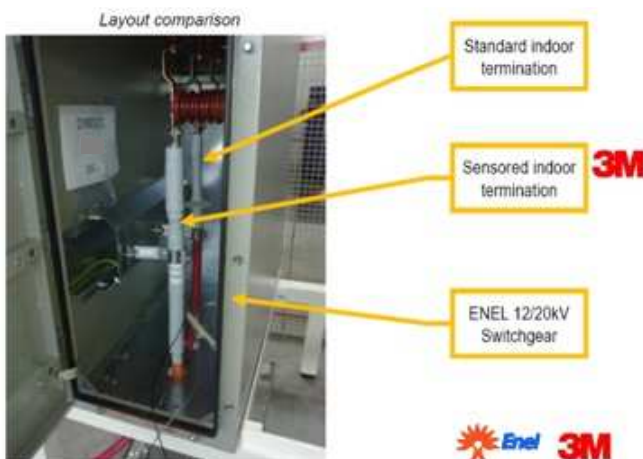 Layout comparison
Standard indoor
termination
Sensored indoor
termination
3M
ENEL 12/20kV
Switchgear
Enel
3M